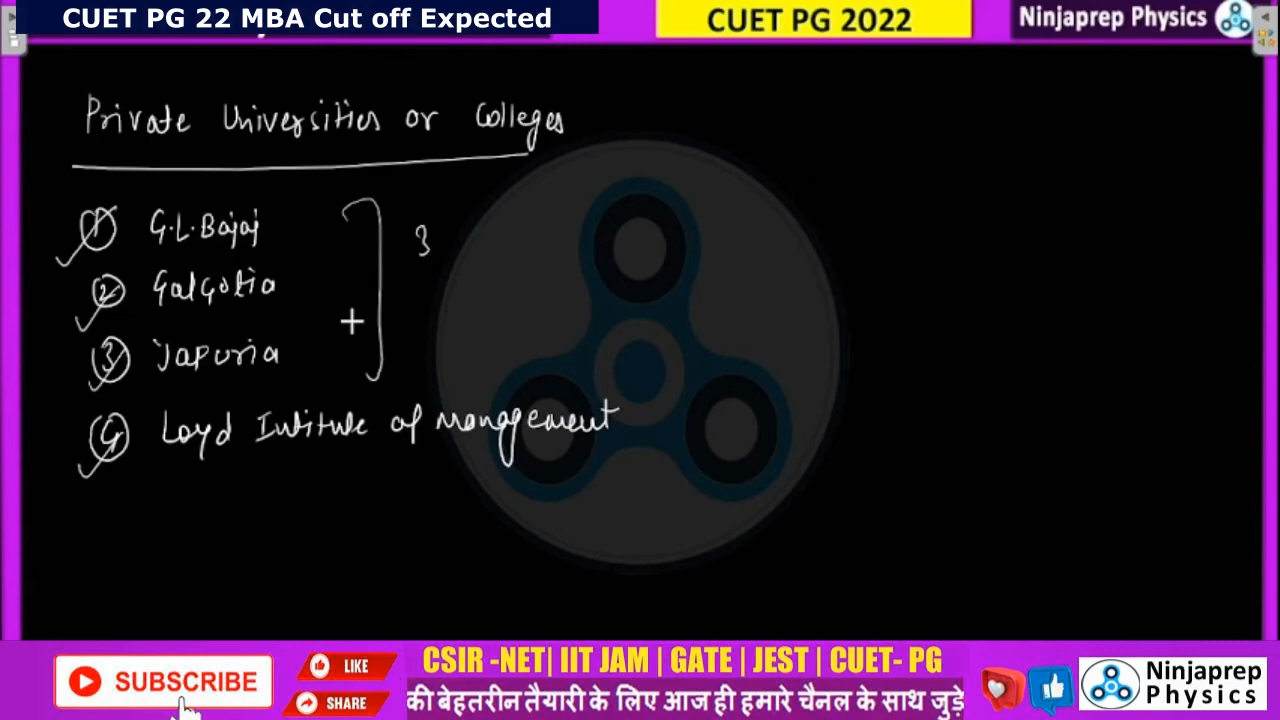 CUET PG 22 MBA Cut off Expected
CUET PG 2022
Ninjaprep Physics
Private Universities or Colleges
1 G.L.Bajaj
2 Galgotia
3 Japuria
3
4 Loyd Intitute of Management
SUBSCRIBE
LIKE
SHARE
CSIR -NET| IIT JAM | GATE | JEST | CUET- PG
की बेहतरीन तैयारी के लिए आज ही हमारे चैनल के साथ जुड़े
Ninjaprep
Physics